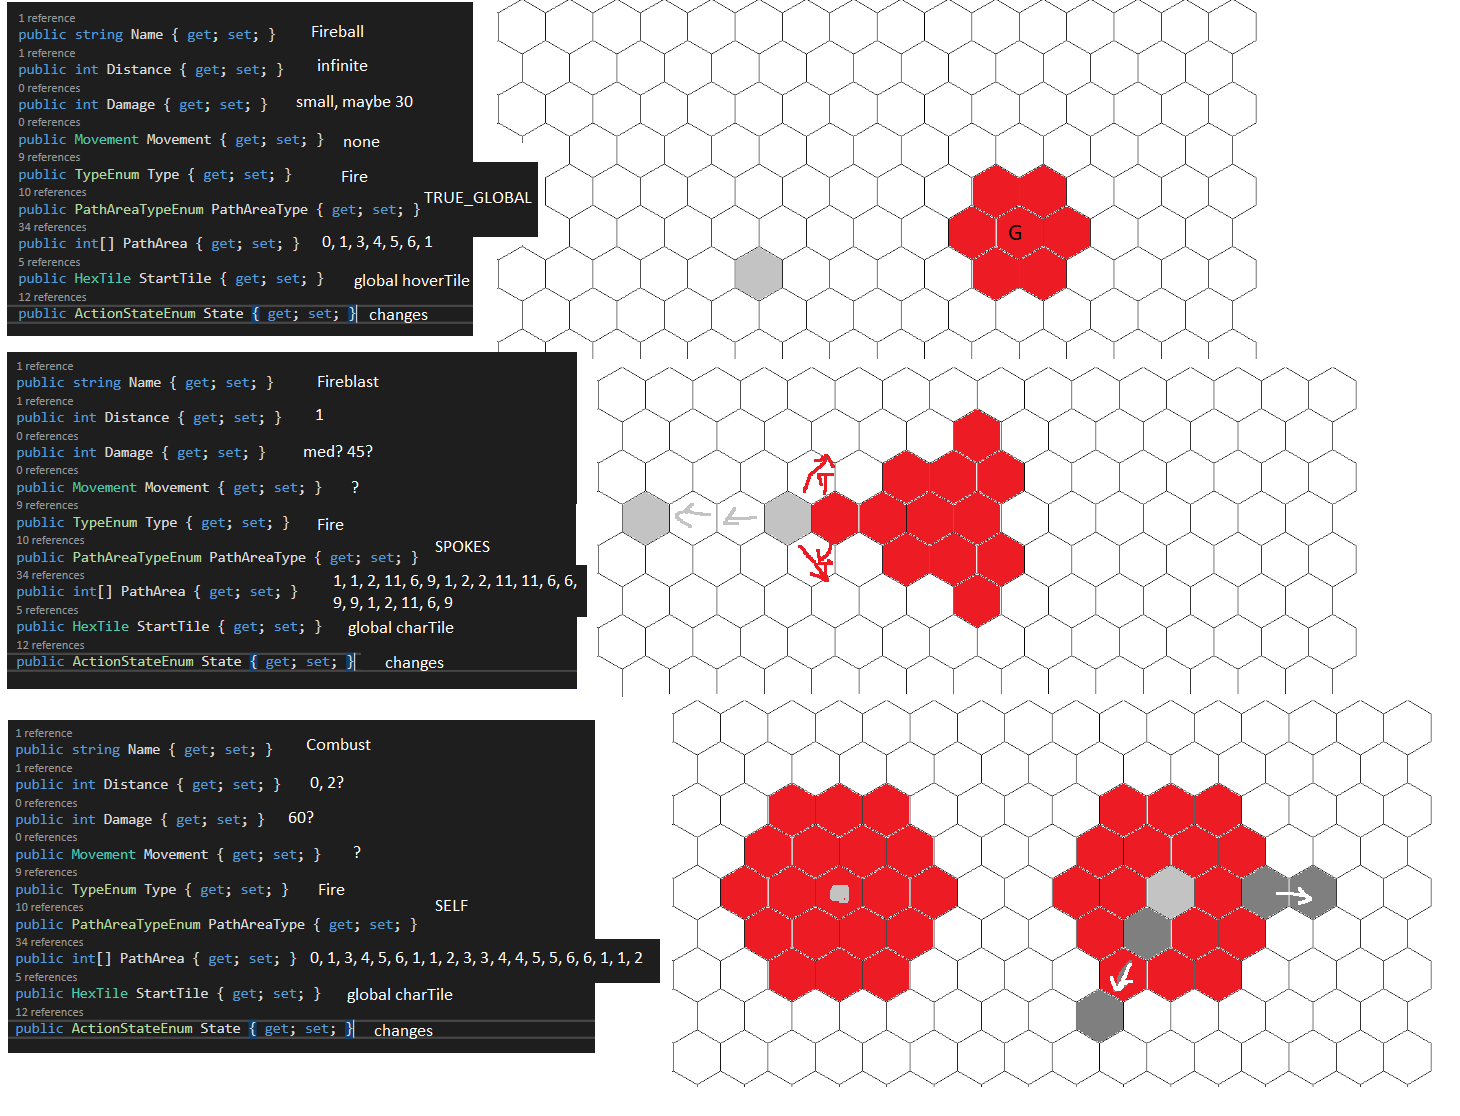 1 reference
public string Name { get; set; } Fireball
1 reference
public int Distance { get; set; } infinite
0 references
public int Damage { get; set; } small, maybe 30
0 references
public Movement Movement { get; set; } none
9 references
public TypeEnum Type { get; set; } Fire
10 references
TRUE_GLOBAL
public PathAreaTypeEnum PathAreaType { get; set; }
34 references
public int[] PathArea { get; set; } 0, 1, 3, 4, 5, 6, 1
5 references
public HexTile StartTile { get; set; } global hoverTile
12 references
public ActionStateEnum State { get; set; } changes
G
1 reference
public string Name { get; set; } Fireblast
1 reference
public int Distance { get; set; } 1
0 references
public int Damage { get; set; } med? 45?
0 references
public Movement Movement { get; set; } ?
9 references
public TypeEnum Type { get; set; } Fire
10 references
SPOKES
public PathAreaTypeEnum PathAreaType { get; set; }
34 references
1, 1, 2, 11, 6, 9, 1, 2, 2, 11, 11, 6, 6,
public int[] PathArea { get; set; }
9, 9, 1, 2, 11, 6, 9
5 references
public HexTile StartTile { get; set; } global charTile
12 references
public ActionStateEnum State { get; set; } changes
1 reference
public string Name { get; set; } Combust
1 reference
public int Distance { get; set; } 0, 2?
0 references
public int Damage { get; set; } 60?
0 references
public Movement Movement { get; set; } ?
9 references
public TypeEnum Type { get; set; } Fire
10 references
SELF
public PathAreaTypeEnum PathAreaType { get; set; }
34 references
public int[] PathArea { get; set; } 0, 1, 3, 4, 5, 6, 1, 1, 2, 3, 3, 4, 4, 5, 5, 6, 6, 1, 1, 2
5 references
public HexTile StartTile { get; set; } global charTile
12 references
public ActionStateEnum State { get; set; } changes